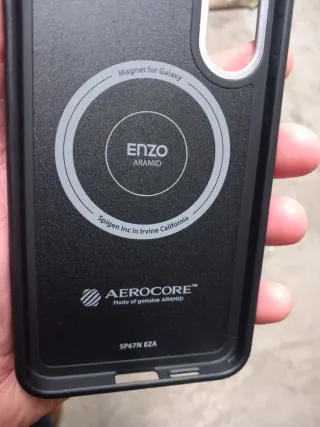 Magnet for Galaxy
ENZO
ARAMID
Spigen Inc in Irvine California
AEROCORE™
Made of genuine ARAMID
SP67N EZA